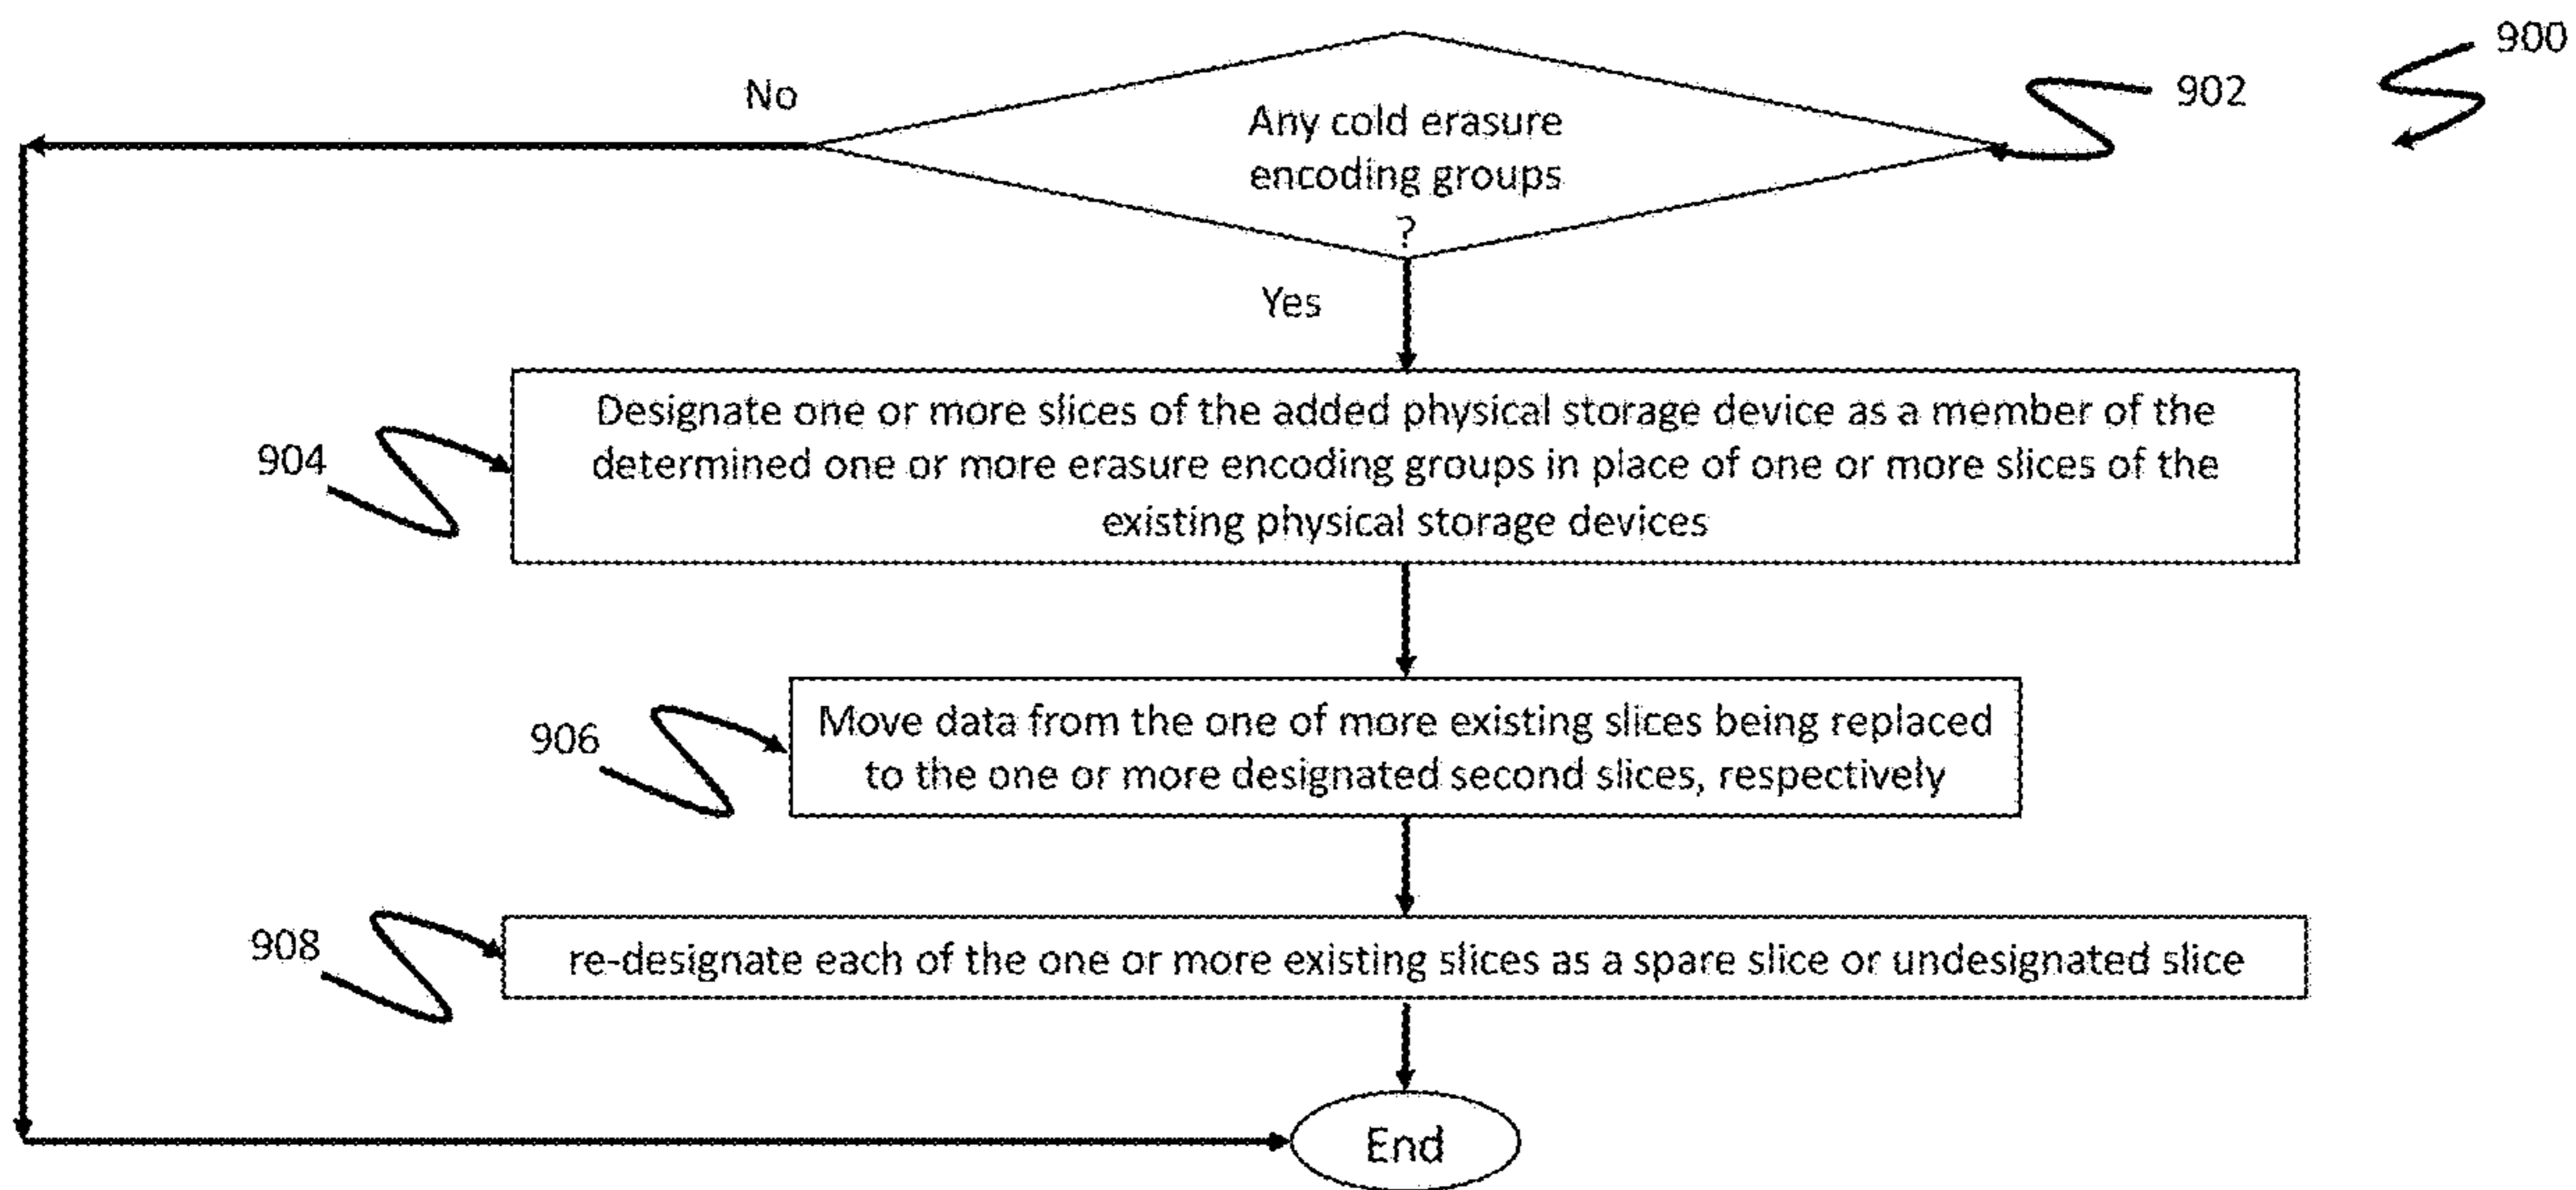 900
902
No
Any cold erasure
encoding groups
?
Yes
904
Designate one or more slices of the added physical storage device as a member of the
determined one or more erasure encoding groups in place of one or more slices of the
existing physical storage devices
906
Move data from the one of more existing slices being replaced
to the one or more designated second slices, respectively
908
re-designate each of the one or more existing slices as a spare slice or undesignated slice
End